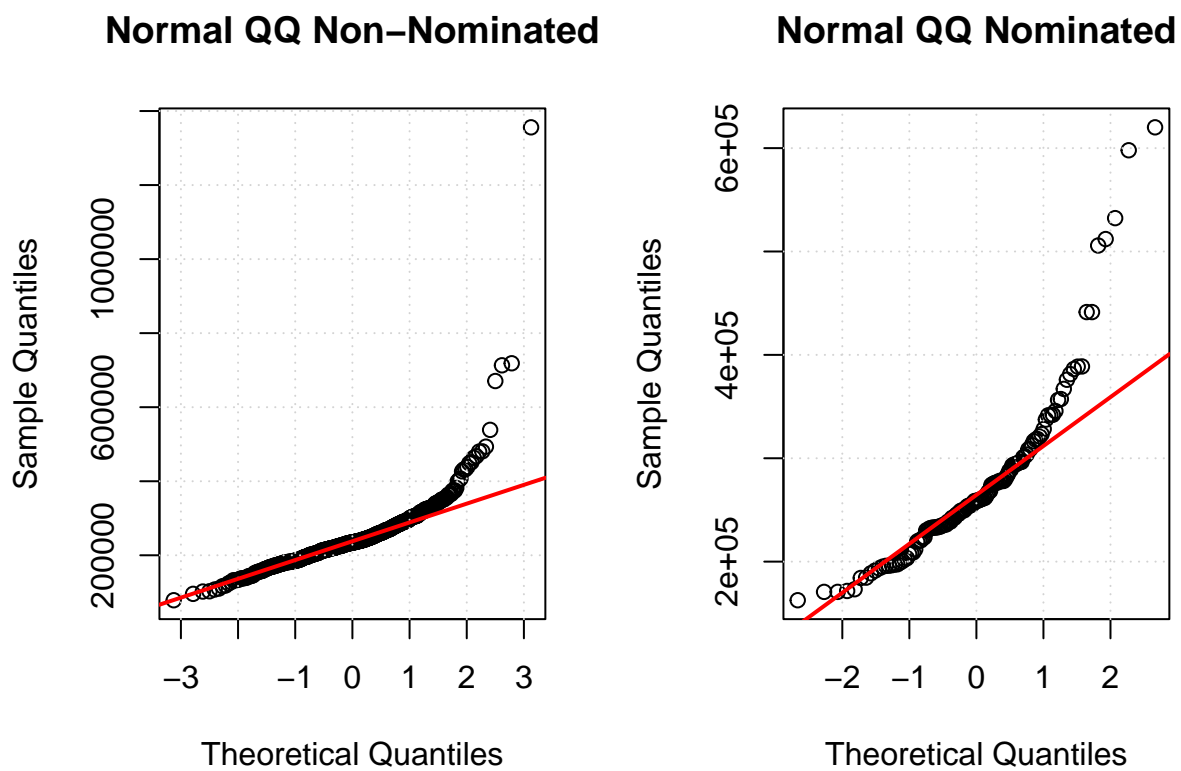 Normal QQ Non−Nominated
Sample Quantiles
200000 600000 1000000
−3 −1 0 1 2 3
Theoretical Quantiles
Normal QQ Nominated
Sample Quantiles
2e+05 4e+05 6e+05
−2 −1 0 1 2
Theoretical Quantiles